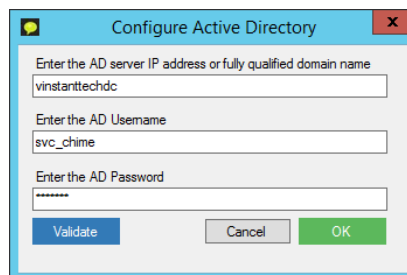 Configure Active Directory
x
Enter the AD server IP address or fully qualified domain name
vinstanttechdc
Enter the AD Username
svc_chime
Enter the AD Password
*******
Validate
Cancel
OK